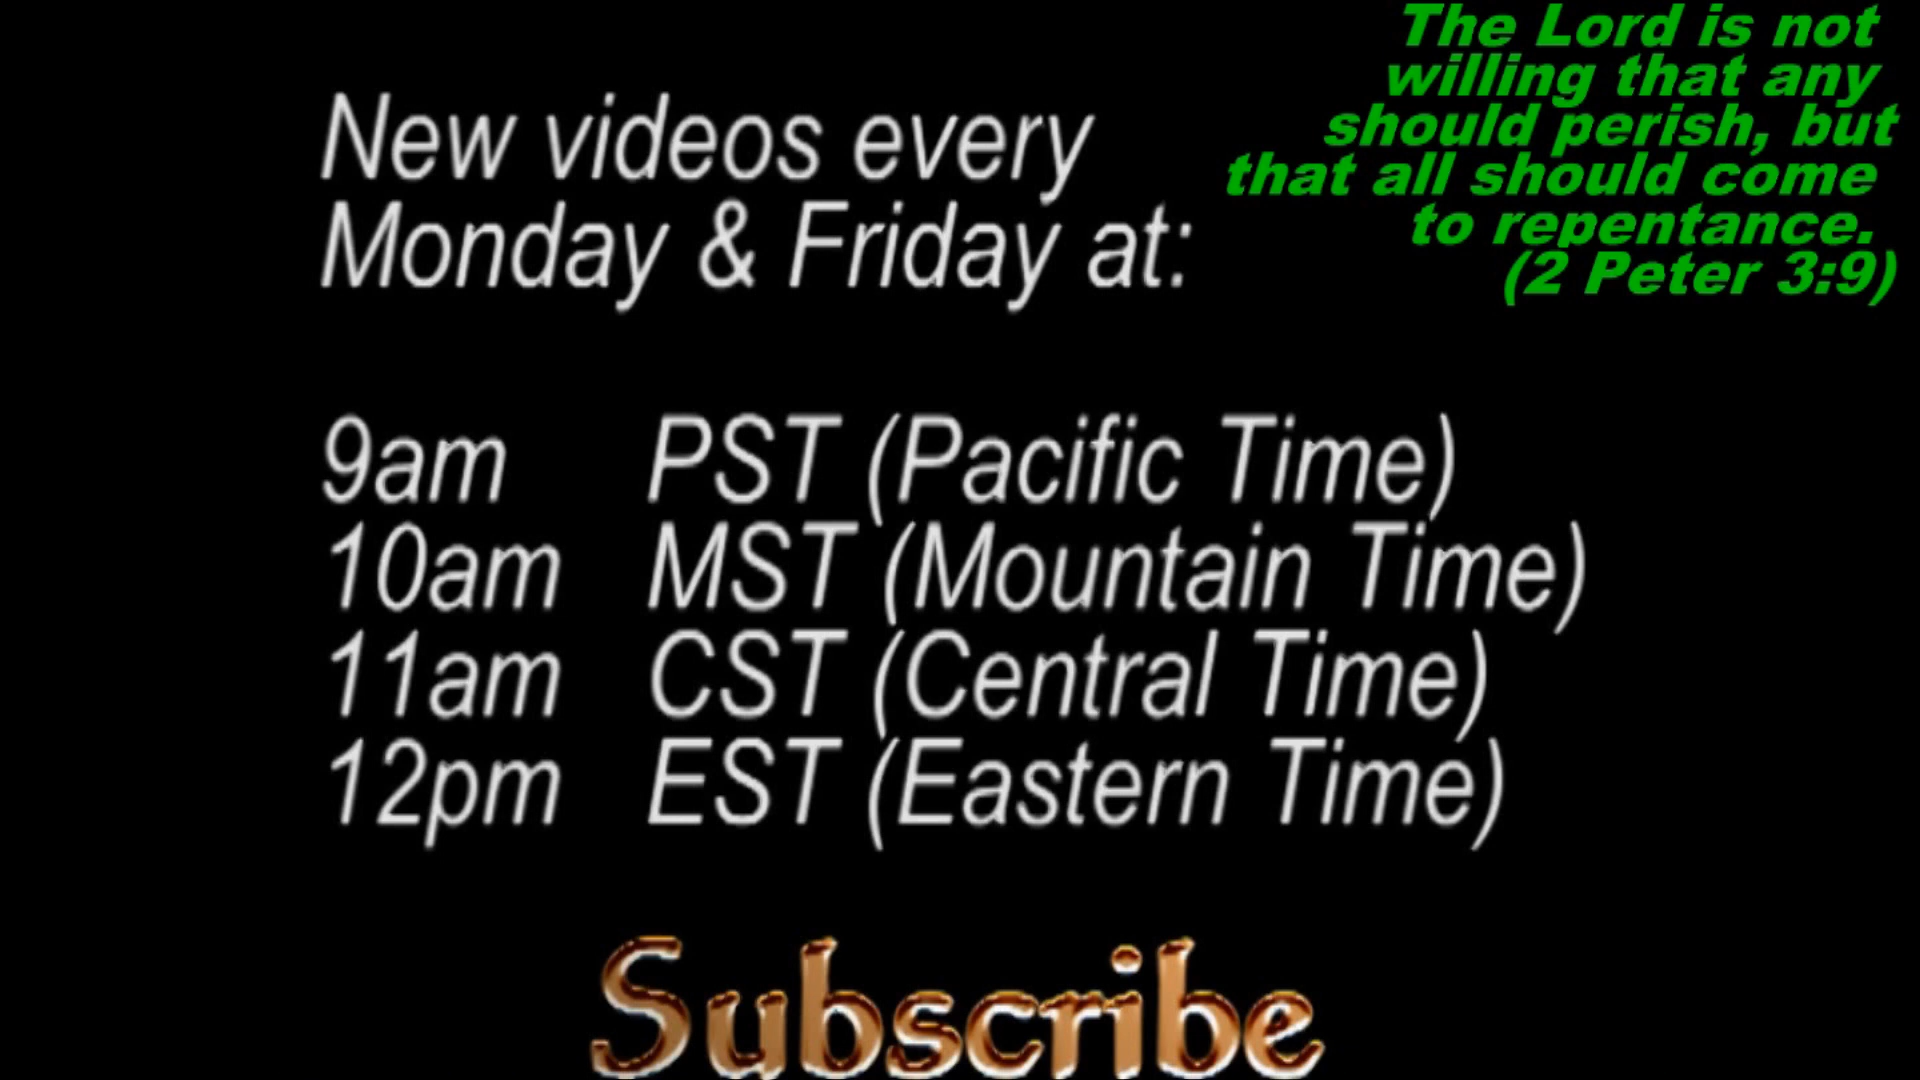 The Lord is not
willing that any
should perish, but
that all should come
to repentance.
(2 Peter 3:9)
New videos every
Monday & Friday at:
9am PST (Pacific Time)
10am MST (Mountain Time)
11am CST (Central Time)
12pm EST (Eastern Time)
Subscribe